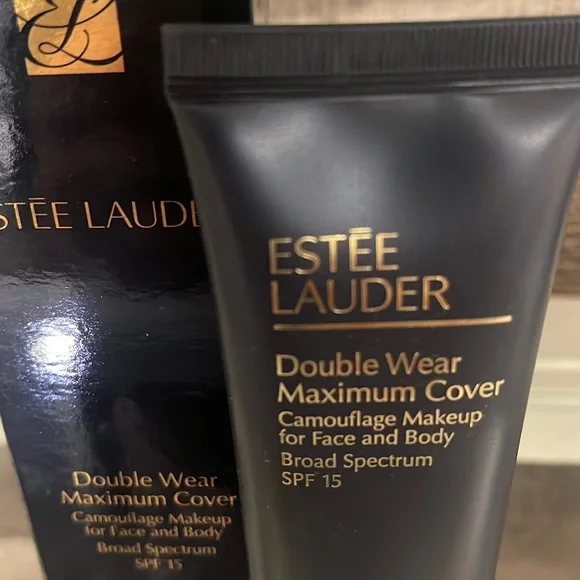 STĒE LAUDE
Double Wear
Maximum Cover
Camouflage Makeup
for Face and Body
Broad Spectrum
SPF 15
ESTĒE
LAUDER
Double Wear
Maximum Cover
Camouflage Makeup
for Face and Body
Broad Spectrum
SPF 15